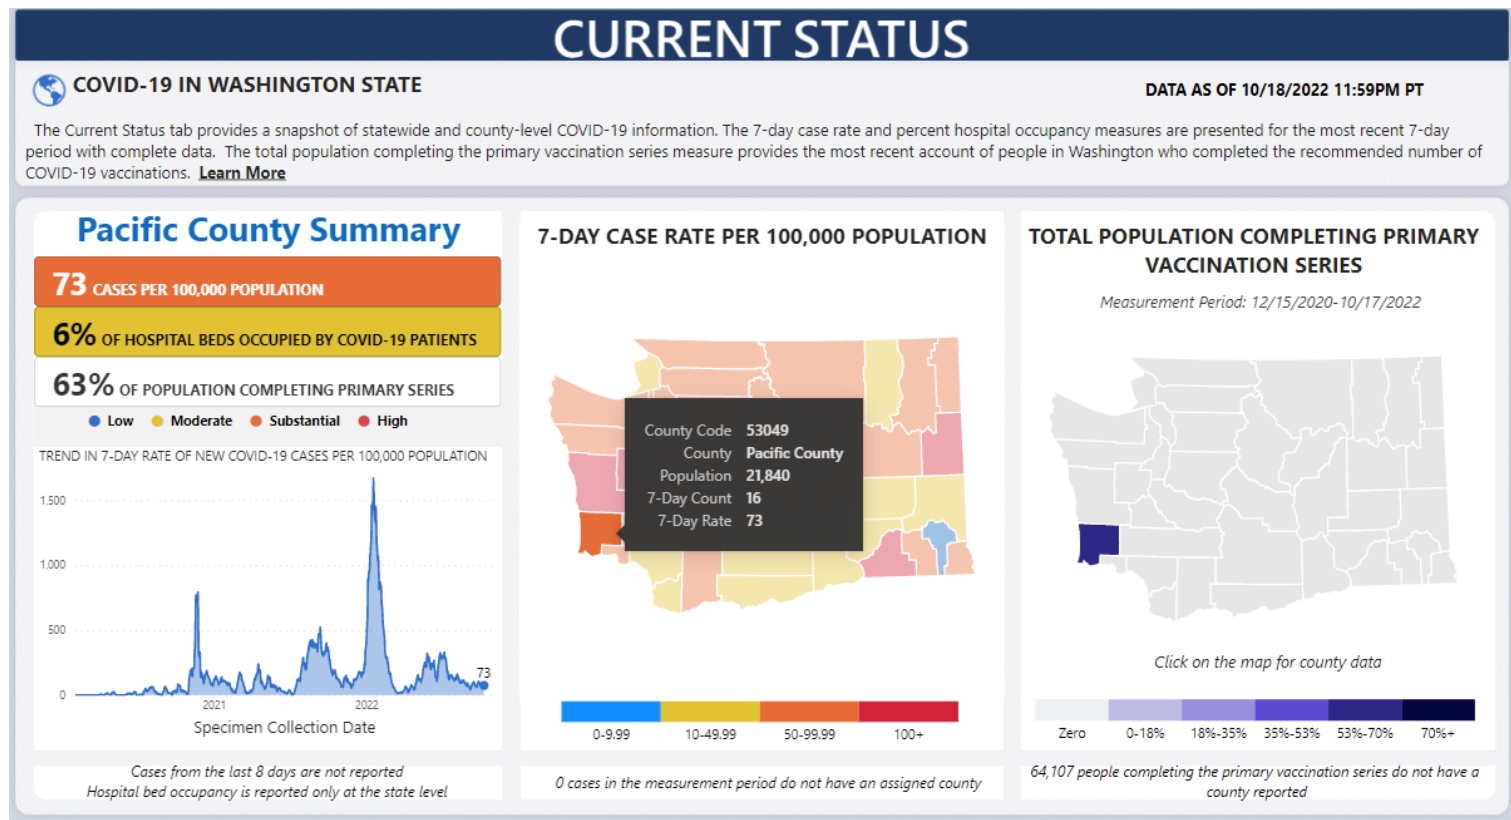 CURRENT STATUS
COVID-19 IN WASHINGTON STATE
DATA AS OF 10/18/2022 11:59PM PT
The Current Status tab provides a snapshot of statewide and county-level COVID-19 information. The 7-day case rate and percent hospital occupancy measures are presented for the most recent 7-day
period with complete data.  The total population completing the primary vaccination series measure provides the most recent account of people in Washington who completed the recommended number of
COVID-19 vaccinations.  Learn More
Pacific County Summary
73 CASES PER 100,000 POPULATION
6% OF HOSPITAL BEDS OCCUPIED BY COVID-19 PATIENTS
63% OF POPULATION COMPLETING PRIMARY SERIES
Low Moderate Substantial High
TREND IN 7-DAY RATE OF NEW COVID-19 CASES PER 100,000 POPULATION
1,500
1,000
500
0
73
2021 2022
Specimen Collection Date
Cases from the last 8 days are not reported
Hospital bed occupancy is reported only at the state level
7-DAY CASE RATE PER 100,000 POPULATION
County Code 53049
County Pacific County
Population 21,840
7-Day Count 16
7-Day Rate 73
0-9.99 10-49.99 50-99.99 100+
0 cases in the measurement period do not have an assigned county
TOTAL POPULATION COMPLETING PRIMARY
VACCINATION SERIES
Measurement Period: 12/15/2020-10/17/2022
Click on the map for county data
Zero 0-18% 18%-35% 35%-53% 53%-70% 70%+
64,107 people completing the primary vaccination series do not have a
county reported